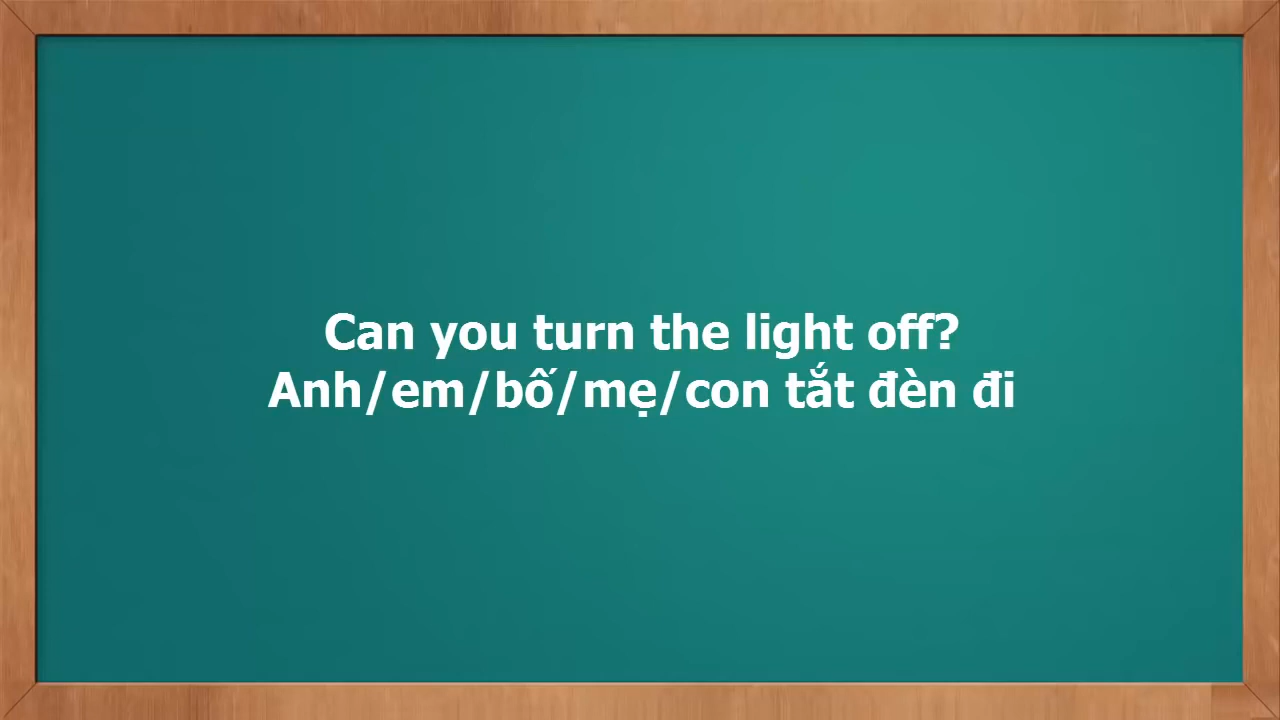 Can you turn the light off?
Anh/em/bố/mẹ/con tắt đèn đi